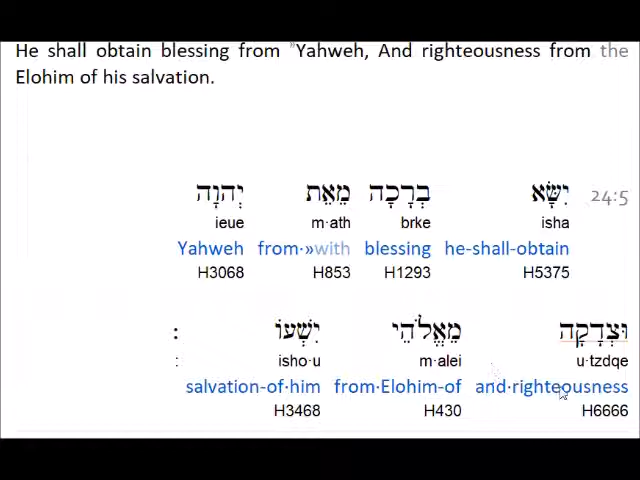 He shall obtain blessing from »Yahweh, And righteousness from the
Elohim of his salvation.
24:5 יִשָּׂא בְרָכָה מֵאֵת יְהוָה
ieue m·ath brke isha
Yahweh from·»with blessing he-shall-obtain
H3068 H853 H1293 H5375
וּצְדָקָה מֵאֱלֹהֵי יִשְׁעוֹ :
: isho·u m·alei u·tzdqe
salvation-of·him from·Elohim-of and·righteousness
H3468 H430 H6666